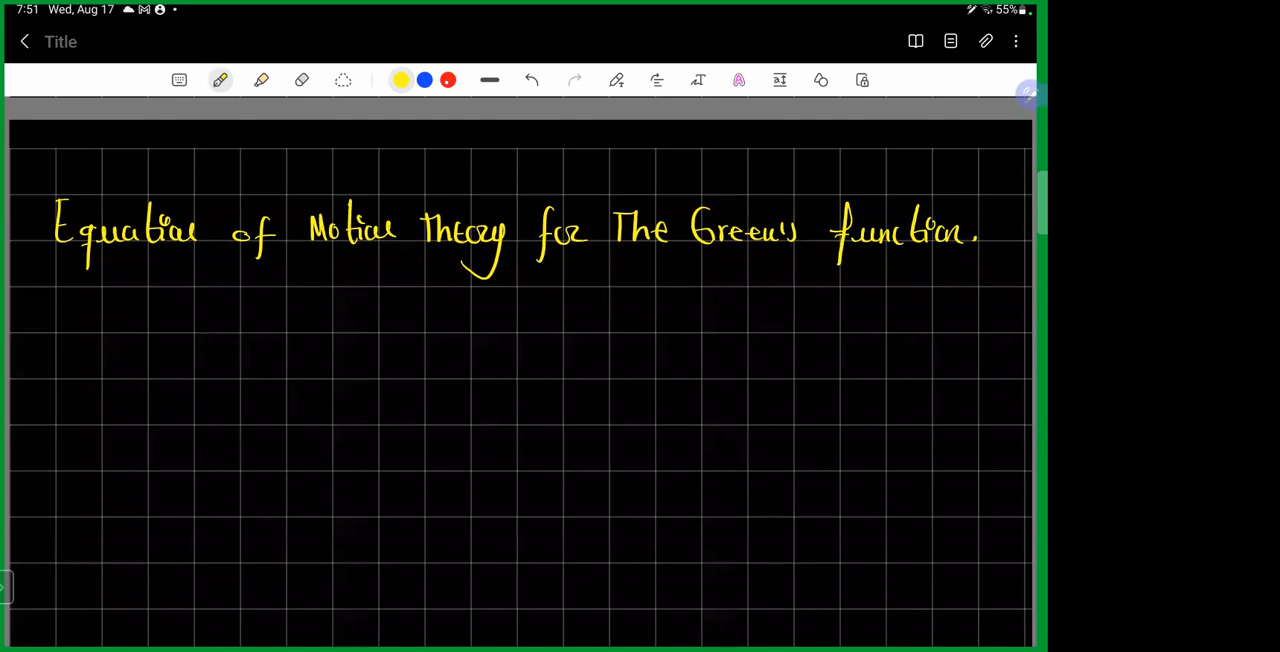 7:51 Wed, Aug 17
55%
Title
Equation of Motion Theory for The Green's function.